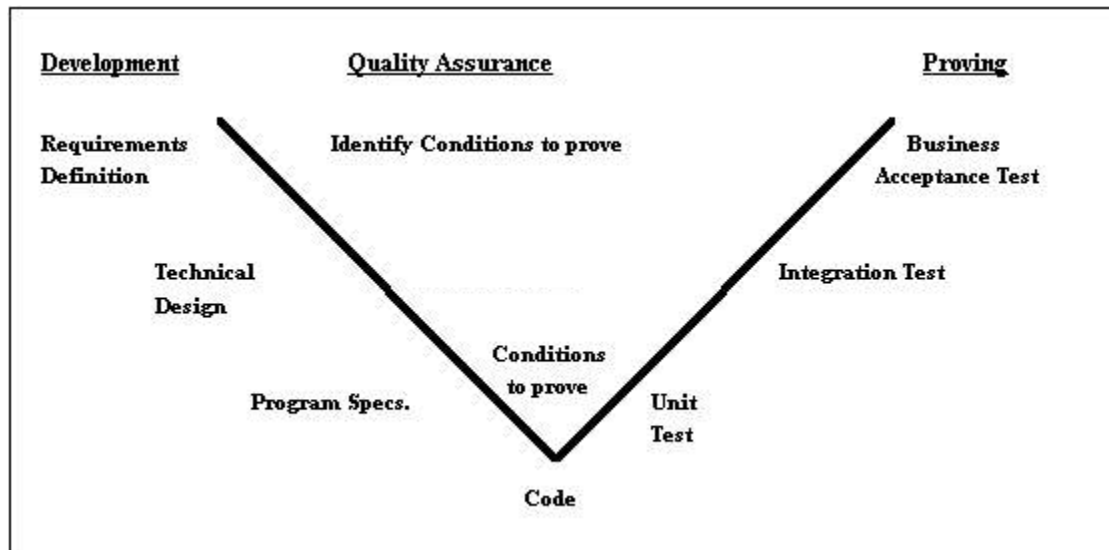 Development
Quality Assurance
Proving
Requirements
Definition
Identify Conditions to prove
Business
Acceptance Test
Technical
Design
Integration Test
Conditions
to prove
Program Specs.
Unit
Test
Code